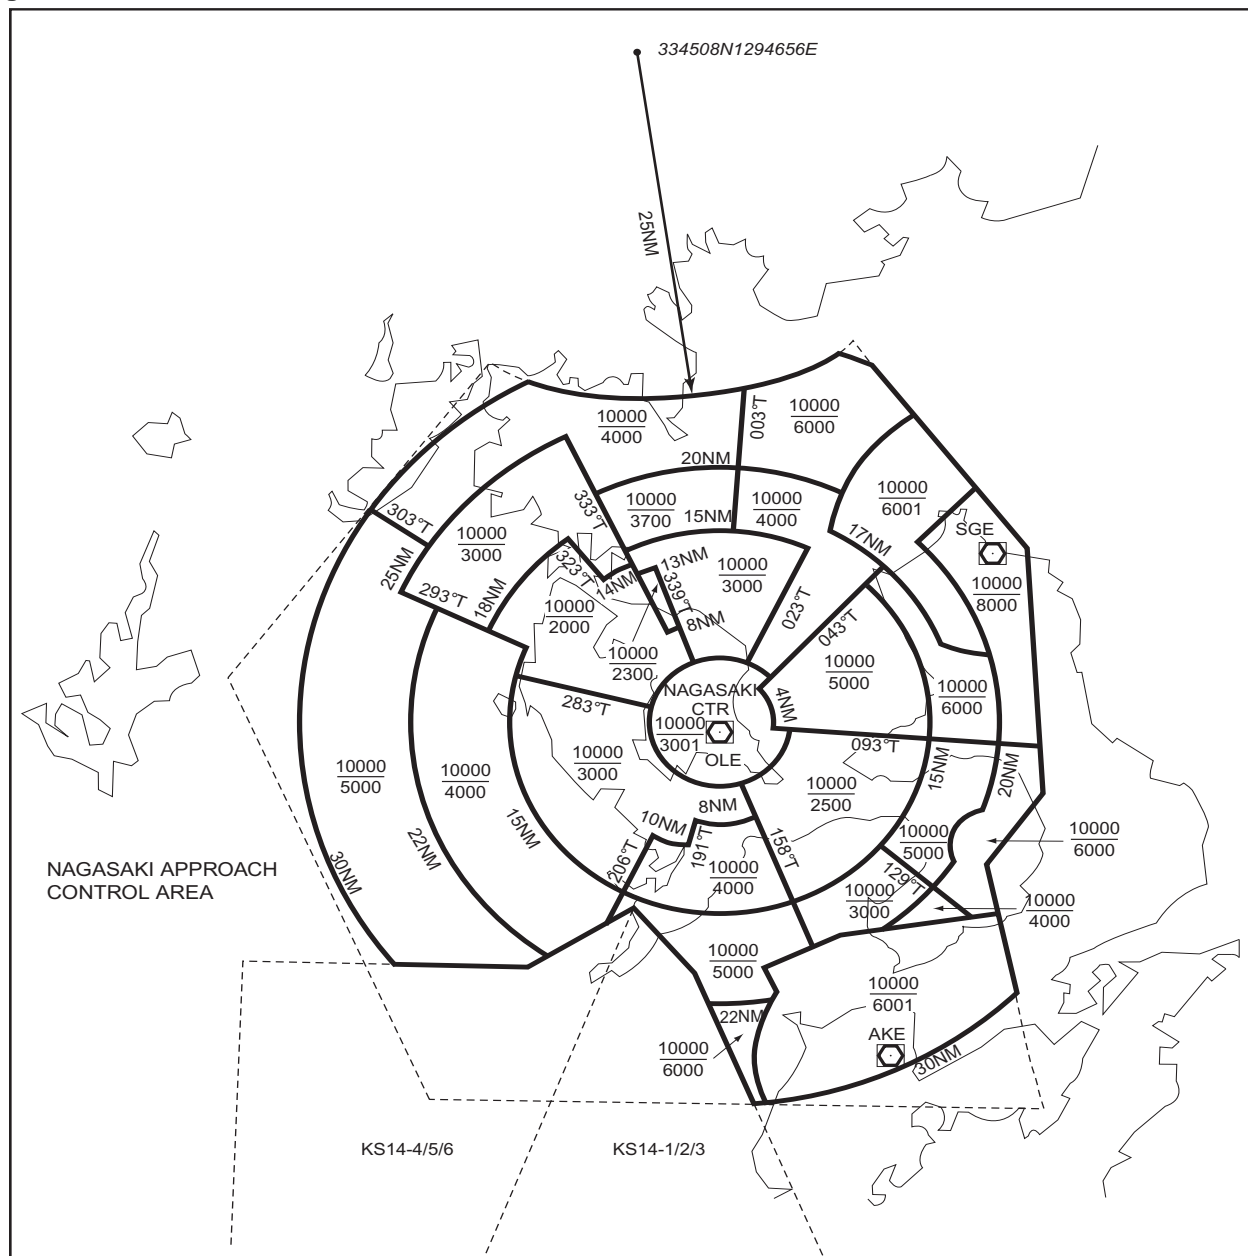 334508N1294656E
25NM
10000
4000
003°T
10000
6000
20NM
303°T
10000
3000
333°T
10000
3700
15NM
10000
4000
10000
6001
17NM
SGE
25NM
293°T
18NM
323°T
14NM
13NM
339°T
10000
3000
8NM
023°T
043°T
10000
8000
10000
2000
10000
2300
10000
5000
10000
6000
283°T
NAGASAKI
CTR
4NM
10000
3001
OLE
093°T
15NM
20NM
10000
5000
10000
4000
10000
3000
10000
2500
8NM
10NM
15NM
22NM
30NM
206°T
191°T
158°T
10000
4000
10000
5000
10000
6000
129°T
10000
3000
10000
4000
NAGASAKI APPROACH
CONTROL AREA
10000
5000
10000
6001
22NM
10000
6000
AKE
30NM
KS14-4/5/6
KS14-1/2/3